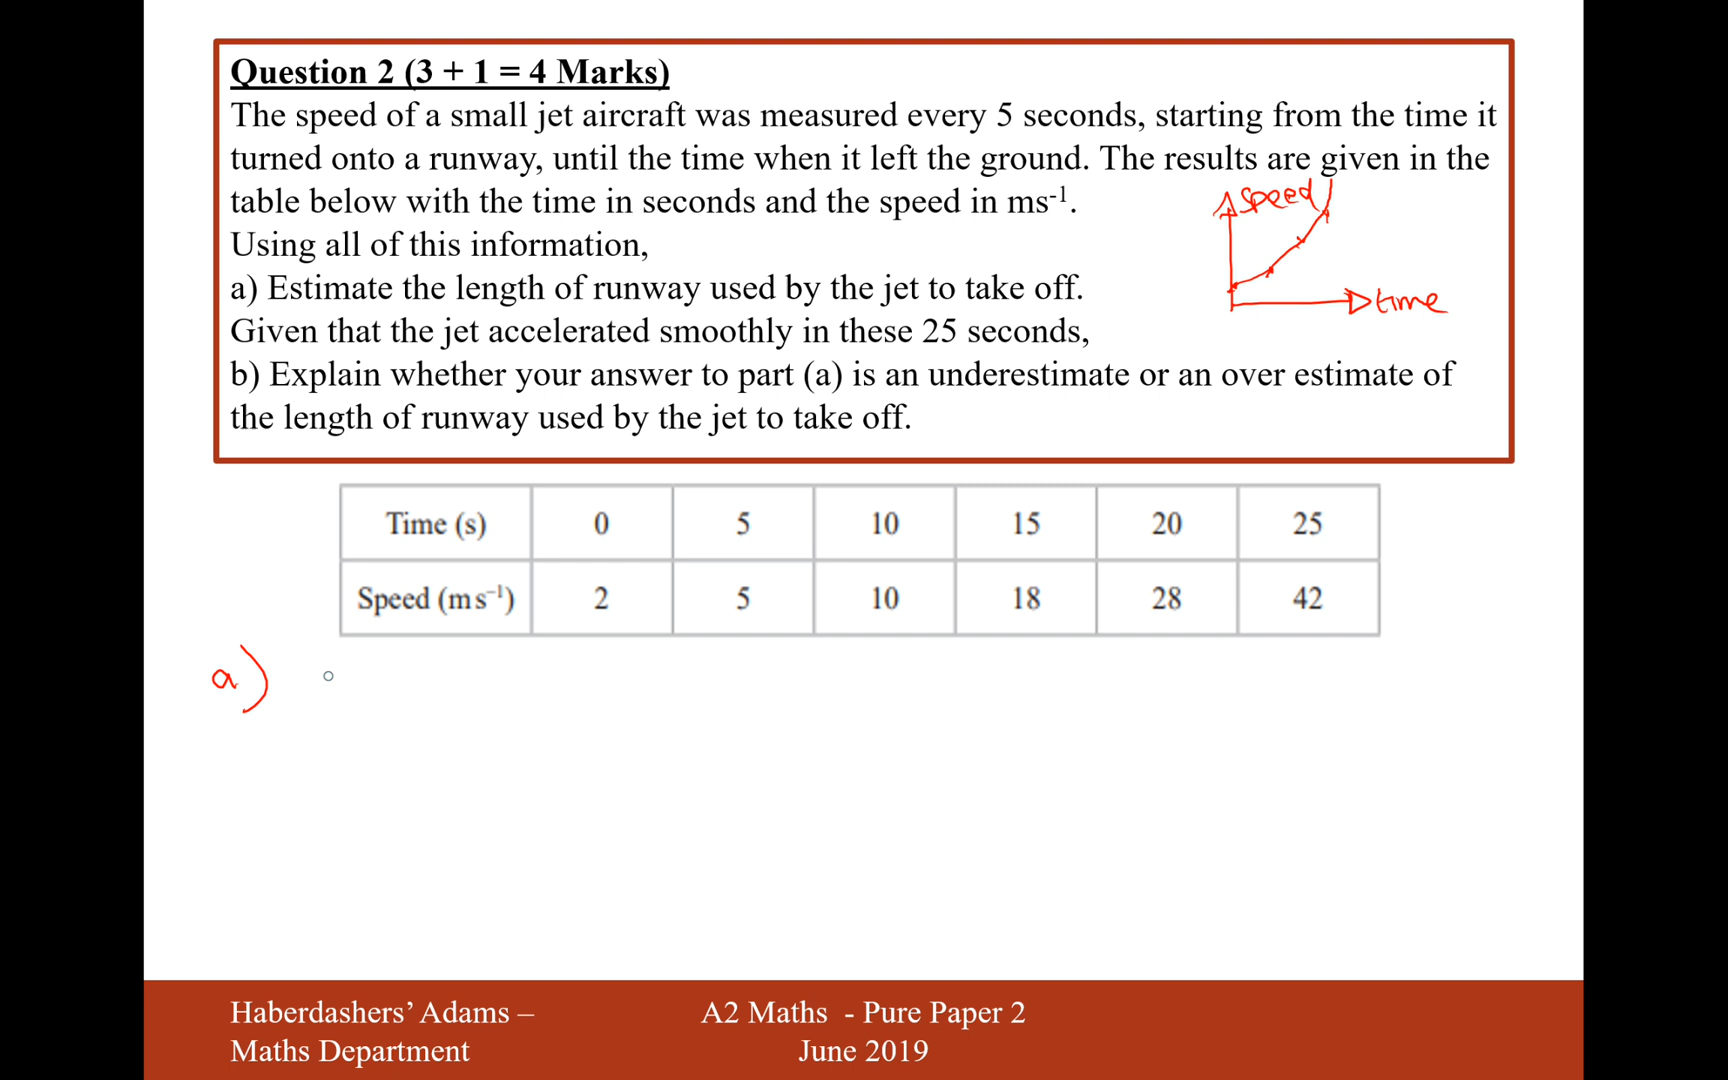 Question 2 (3 + 1 = 4 Marks)
The speed of a small jet aircraft was measured every 5 seconds, starting from the time it
turned onto a runway, until the time when it left the ground. The results are given in the
table below with the time in seconds and the speed in ms⁻¹.
Using all of this information,
a) Estimate the length of runway used by the jet to take off.
Given that the jet accelerated smoothly in these 25 seconds,
b) Explain whether your answer to part (a) is an underestimate or an over estimate of
the length of runway used by the jet to take off.
speed
time
Time (s) 0 5 10 15 20 25
Speed (m s⁻¹) 2 5 10 18 28 42
a)
Haberdashers’ Adams –
Maths Department
A2 Maths - Pure Paper 2
June 2019